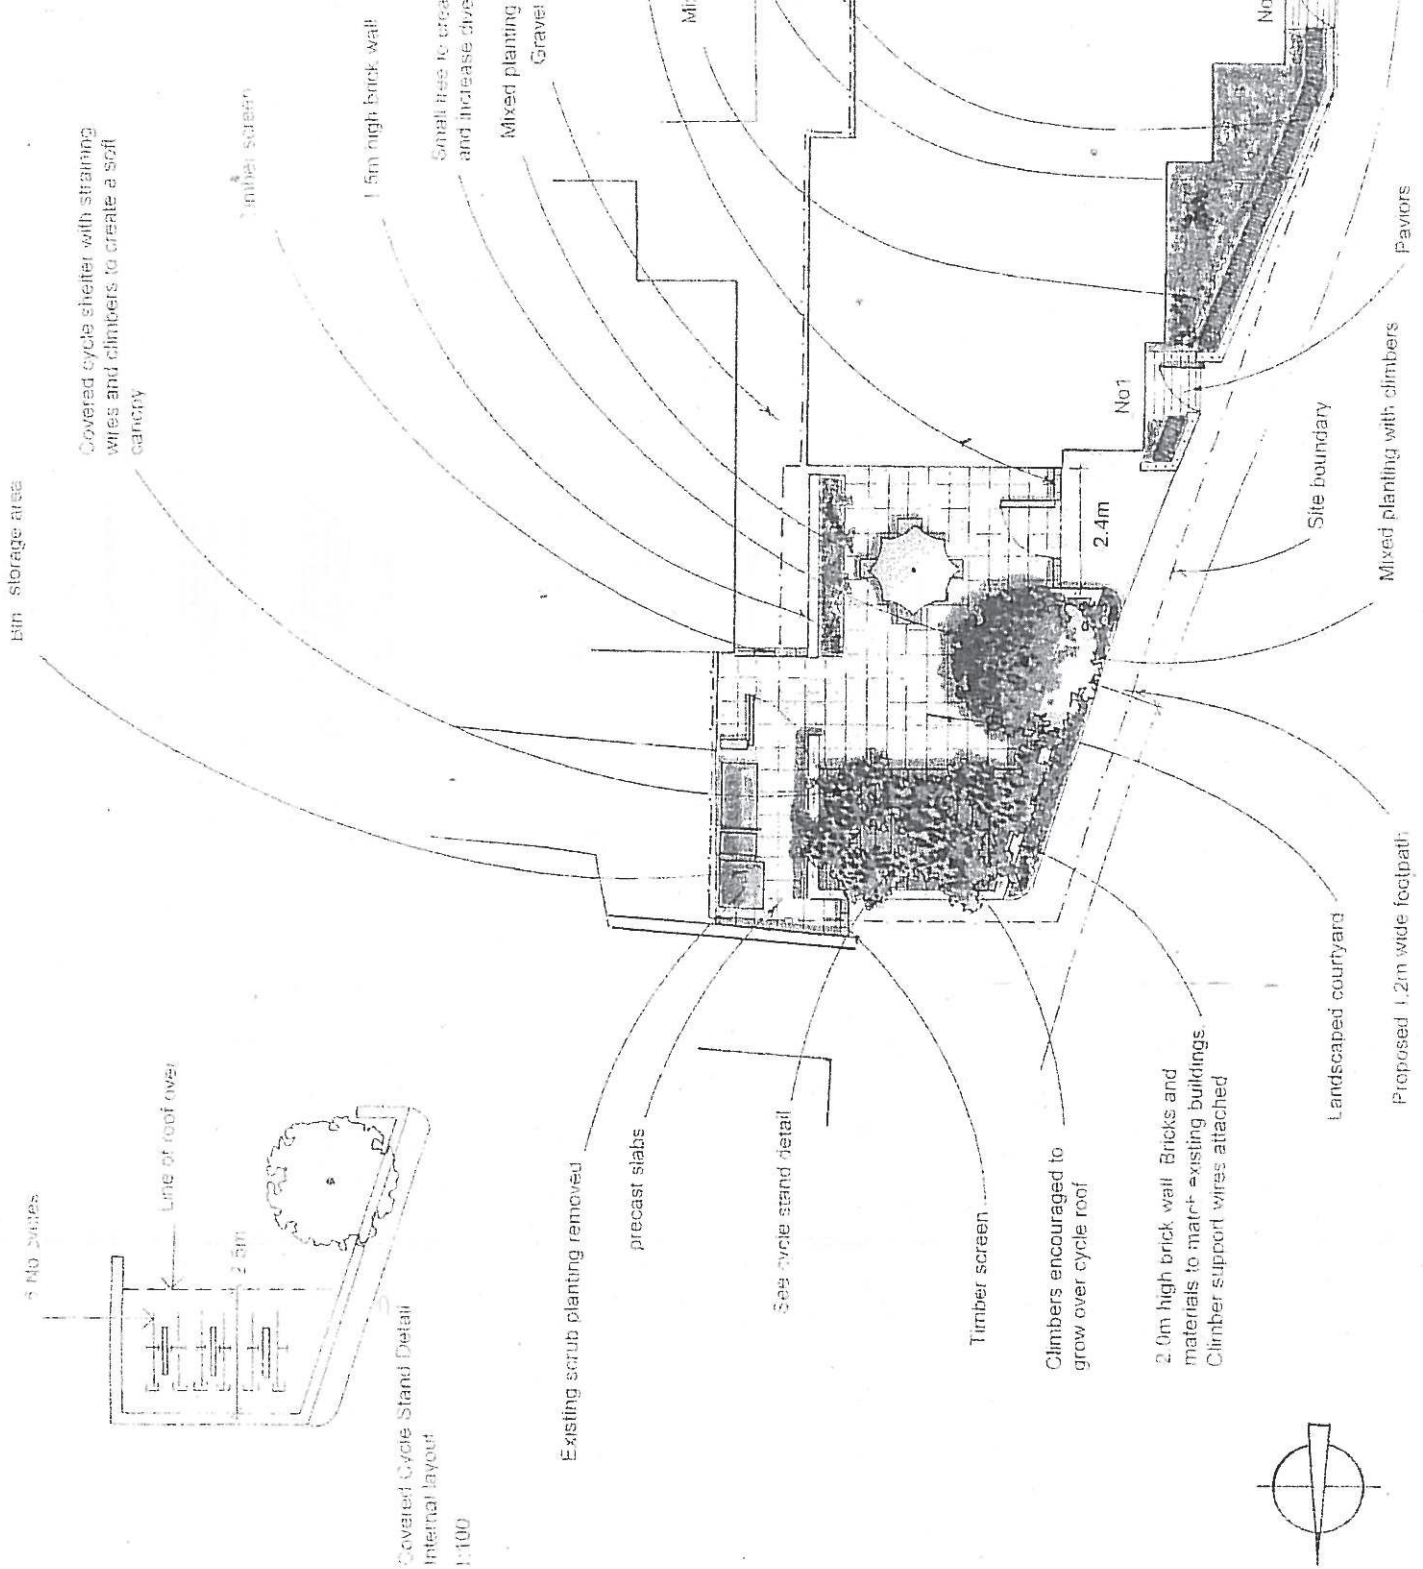 Bin storage area
Covered cycle shelter with straining
wires and climbers to create a soft
canopy
Timber screen
1.5m high brick wall
Small tree to crea
and increase dive
Mixed planting
Gravel
Mi
No
6 No cycles
Line of roof over
2.5m
Covered Cycle Stand Detail
Internal layout
1:100
Existing scrub planting removed
precast slabs
See cycle stand detail
Timber screen
Climbers encouraged to
grow over cycle roof
2.0m high brick wall Bricks and
materials to match existing buildings.
Climber support wires attached
Landscaped courtyard
Proposed 1.2m wide footpath
Mixed planting with climbers
Site boundary
Paviors
No1
2.4m